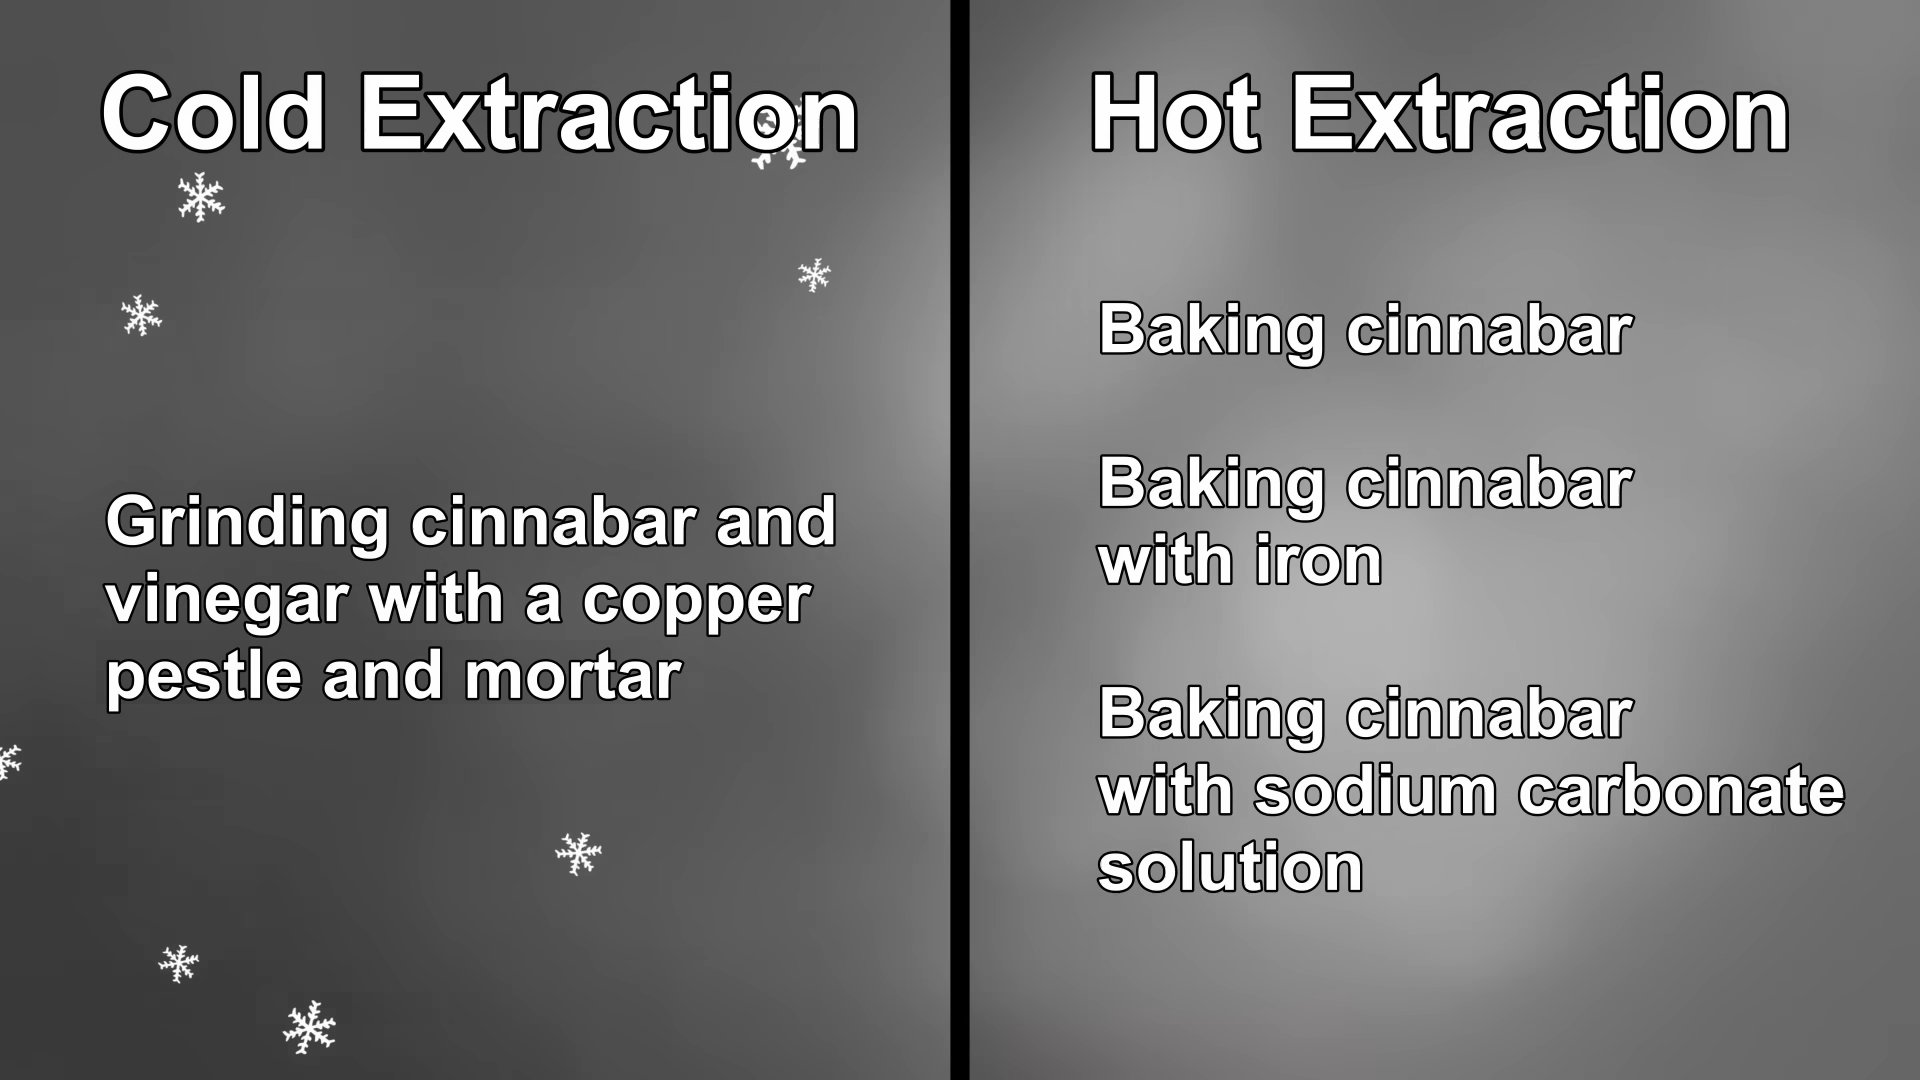 Cold Extraction
Grinding cinnabar and
vinegar with a copper
pestle and mortar
Hot Extraction
Baking cinnabar
Baking cinnabar
with iron
Baking cinnabar
with sodium carbonate
solution